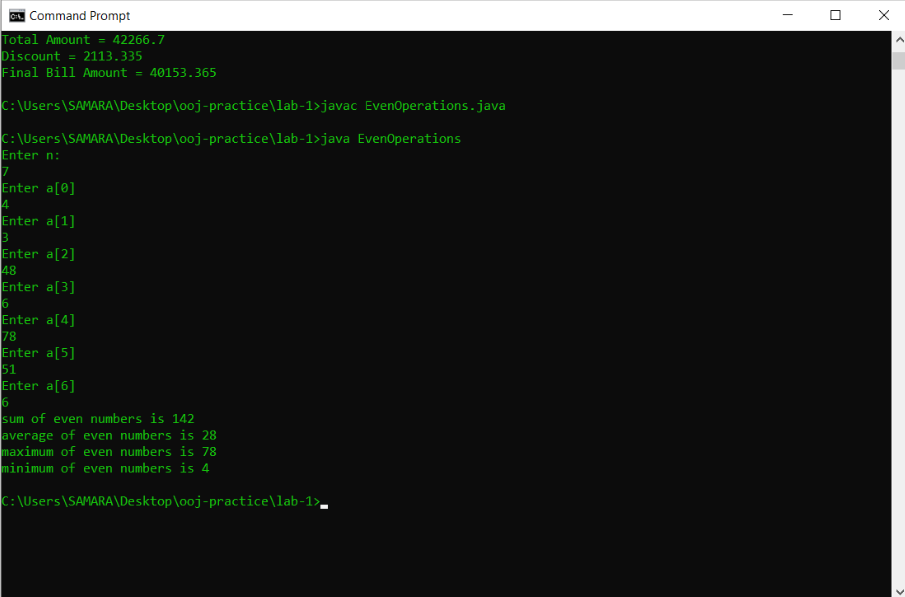 Command Prompt
Total Amount = 42266.7
Discount = 2113.335
Final Bill Amount = 40153.365
C:\Users\SAMARA\Desktop\ooj-practice\lab-1>javac EvenOperations.java
C:\Users\SAMARA\Desktop\ooj-practice\lab-1>java EvenOperations
Enter n:
7
Enter a[0]
4
Enter a[1]
3
Enter a[2]
48
Enter a[3]
6
Enter a[4]
78
Enter a[5]
51
Enter a[6]
6
sum of even numbers is 142
average of even numbers is 28
maximum of even numbers is 78
minimum of even numbers is 4
C:\Users\SAMARA\Desktop\ooj-practice\lab-1>